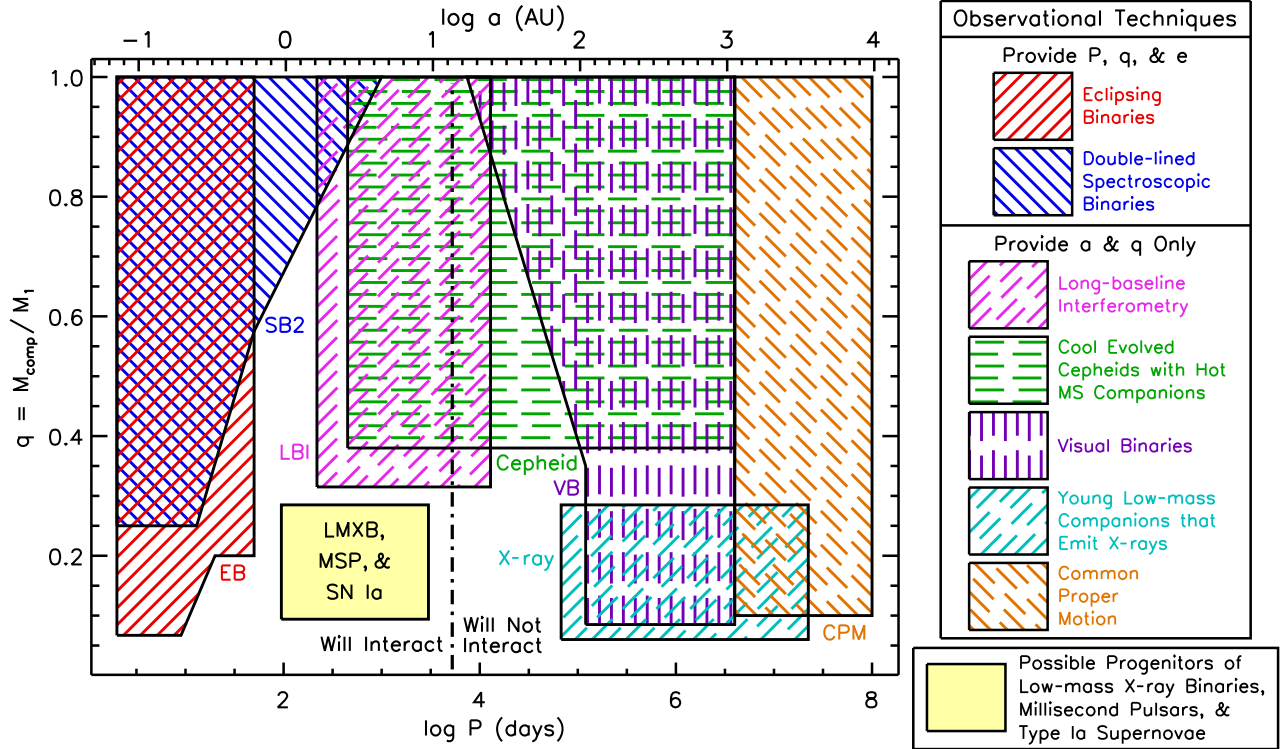 log a (AU)
−1 0 1 2 3 4
1.0
0.8
0.6
0.4
0.2
q = Mcomp / M1
SB2
EB
LBI
Cepheid
VB
X-ray
CPM
LMXB,
MSP, &
SN Ia
Will Interact
Will Not
Interact
2 4 6 8
log P (days)
Observational Techniques
Provide P, q, & e
Eclipsing
Binaries
Double-lined
Spectroscopic
Binaries
Provide a & q Only
Long-baseline
Interferometry
Cool Evolved
Cepheids with Hot
MS Companions
Visual Binaries
Young Low-mass
Companions that
Emit X-rays
Common
Proper
Motion
Possible Progenitors of
Low-mass X-ray Binaries,
Millisecond Pulsars, &
Type Ia Supernovae